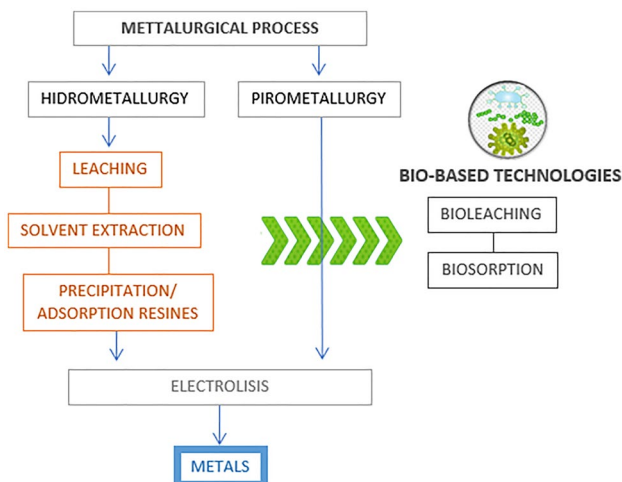 METTALURGICAL PROCESS
HIDROMETALLURGY
PIROMETALLURGY
LEACHING
BIO-BASED TECHNOLOGIES
BIOLEACHING
SOLVENT EXTRACTION
BIOSORPTION
PRECIPITATION/
ADSORPTION RESINES
ELECTROLISIS
METALS